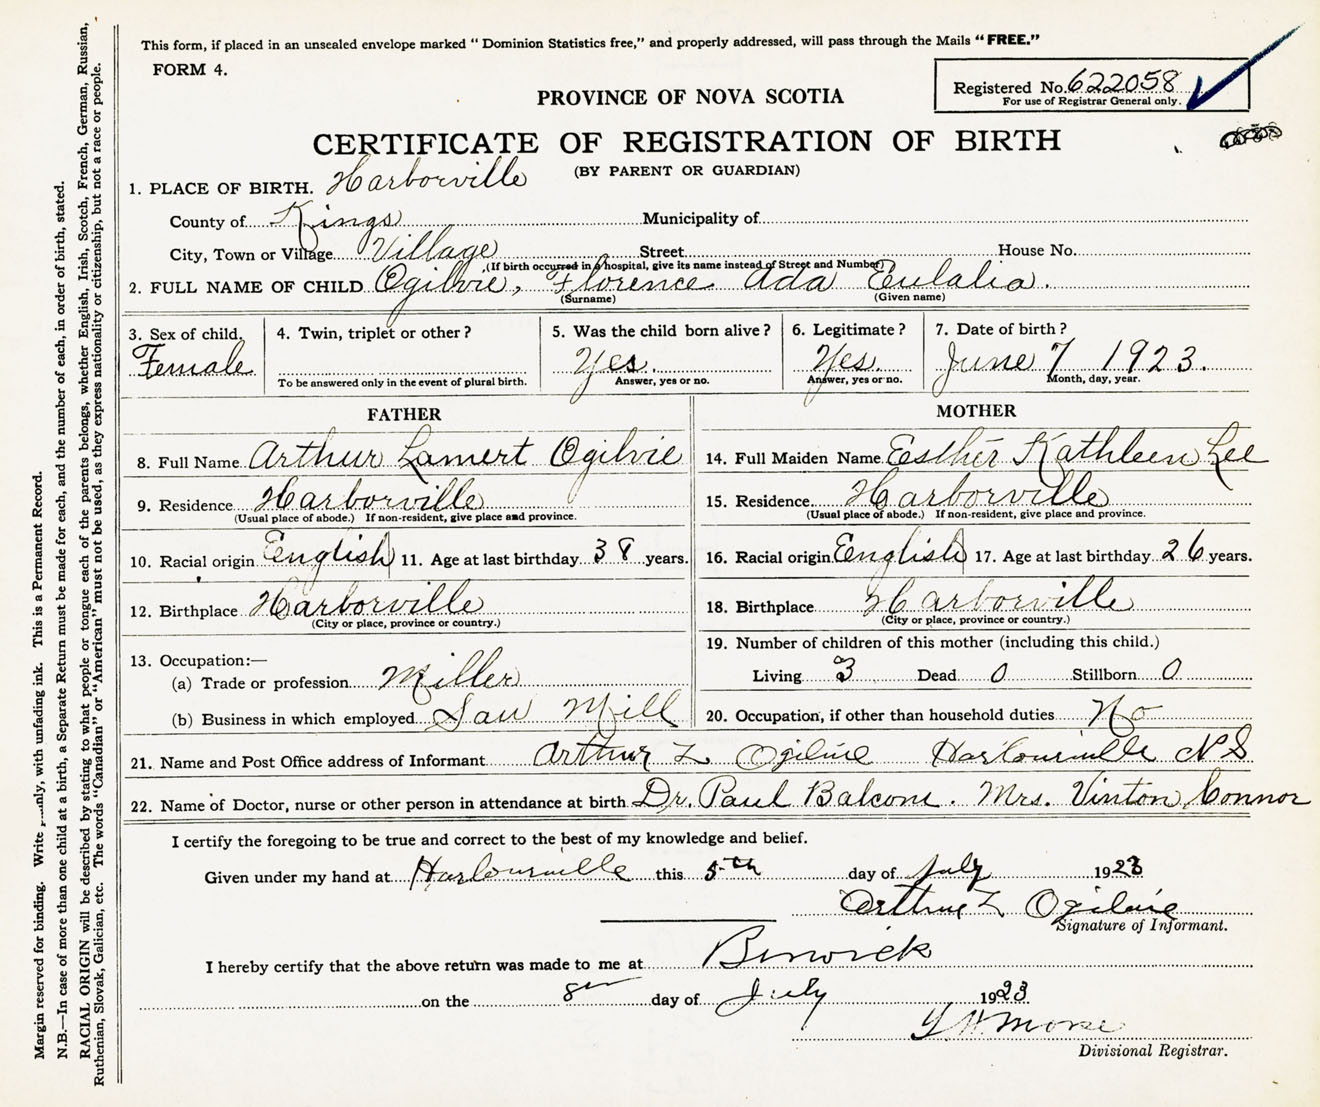 This form, if placed in an unsealed envelope marked "Dominion Statistics free," and properly addressed, will pass through the Mails "FREE."
FORM 4.
Registered No. 622058
For use of Registrar General only.
PROVINCE OF NOVA SCOTIA
CERTIFICATE OF REGISTRATION OF BIRTH
(BY PARENT OR GUARDIAN)
1. PLACE OF BIRTH. Harborville
County of Kings Municipality of
City, Town or Village Village Street House No.
(If birth occurred in a hospital, give its name instead of Street and Number)
2. FULL NAME OF CHILD Ogilvie, Florence Ada Eulalia.
(Surname) (Given name)
3. Sex of child. 4. Twin, triplet or other? 5. Was the child born alive? 6. Legitimate? 7. Date of birth?
Female Yes. Yes. June 7 1923.
To be answered only in the event of plural birth. Answer, yes or no. Answer, yes or no. Month, day, year.
FATHER MOTHER
8. Full Name Arthur Lamert Ogilvie 14. Full Maiden Name Esther Kathleen Lee
9. Residence Harborville 15. Residence Harborville
(Usual place of abode.) If non-resident, give place and province. (Usual place of abode.) If non-resident, give place and province.
10. Racial origin English 11. Age at last birthday 38 years. 16. Racial origin English 17. Age at last birthday 26 years.
12. Birthplace Harborville 18. Birthplace Harborville
(City or place, province or country.) (City or place, province or country.)
13. Occupation:— 19. Number of children of this mother (including this child.)
(a) Trade or profession Miller Living 3 Dead 0 Stillborn 0
(b) Business in which employed Saw Mill 20. Occupation, if other than household duties No
21. Name and Post Office address of Informant Arthur L Ogilvie Harbourville N S
22. Name of Doctor, nurse or other person in attendance at birth Dr. Paul Balcom. Mrs. Vinton Connor
I certify the foregoing to be true and correct to the best of my knowledge and belief.
Given under my hand at Harbourville this 5th day of July 1923
Arthur L Ogilvie
Signature of Informant.
I hereby certify that the above return was made to me at Berwick
on the 8th day of July 1923
Morse
Divisional Registrar.
Margin reserved for binding. Write with unfading ink. This is a Permanent Record.
N.B.—In case of more than one child at a birth, a Separate Return must be made for each, and the number of each, in order of birth, stated.
RACIAL ORIGIN will be described by stating to what people or tongue each of the parents belongs, whether English, Irish, Scotch, French, German, Russian,
Ruthenian, Slovak, Galician, etc. The words "Canadian" or "American" must not be used, as they express nationality or citizenship, but not a race or people.